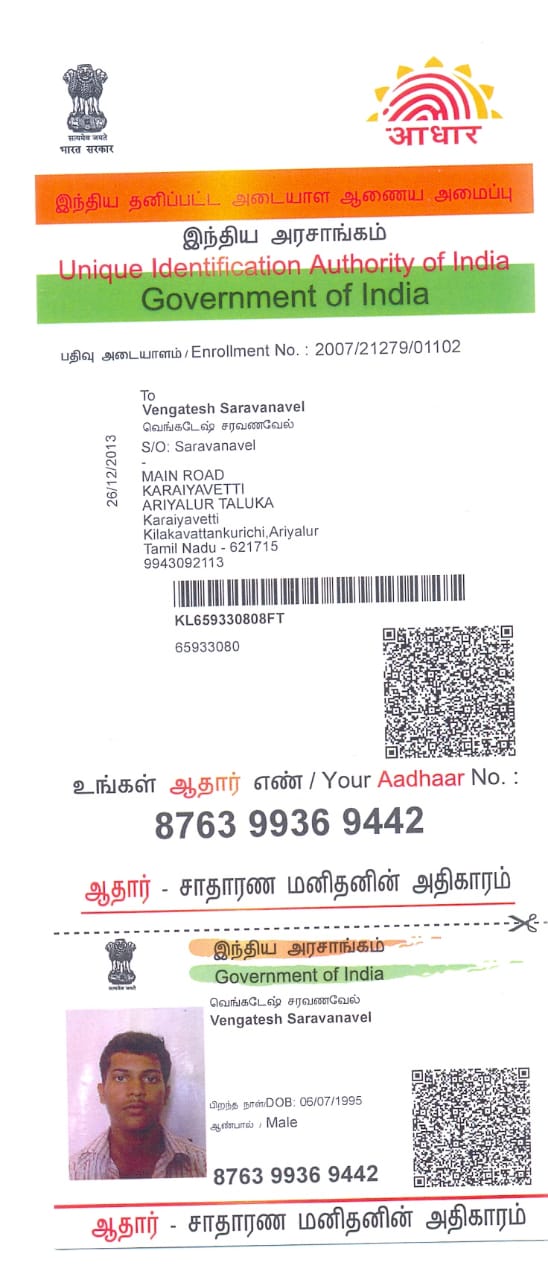 सत्यमेव जयते
भारत सरकार
आधार
இந்திய தனிப்பட்ட அடையாள ஆணைய அமைப்பு
இந்திய அரசாங்கம்
Unique Identification Authority of India
Government of India
பதிவு அடையாளம் / Enrollment No. : 2007/21279/01102
26/12/2013
To
Vengatesh Saravanavel
வெங்கடேஷ் சரவணவேல்
S/O: Saravanavel
-
MAIN ROAD
KARAIYAVETTI
ARIYALUR TALUKA
Karaiyavetti
Kilakavattankurichi,Ariyalur
Tamil Nadu - 621715
9943092113
KL659330808FT
65933080
உங்கள் ஆதார் எண் / Your Aadhaar No. :
8763 9936 9442
ஆதார் - சாதாரண மனிதனின் அதிகாரம்
இந்திய அரசாங்கம்
Government of India
வெங்கடேஷ் சரவணவேல்
Vengatesh Saravanavel
பிறந்த நாள்/DOB: 06/07/1995
ஆண்பால் / Male
8763 9936 9442
ஆதார் - சாதாரண மனிதனின் அதிகாரம்